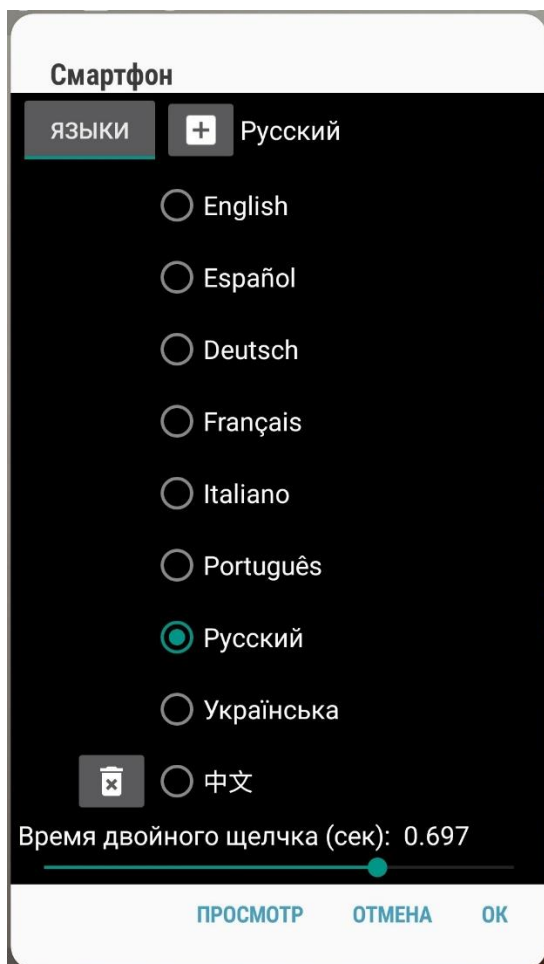 Смартфон
ЯЗЫКИ Русский
English
Español
Deutsch
Français
Italiano
Português
Русский
Українська
中文
Время двойного щелчка (сек): 0.697
ПРОСМОТР ОТМЕНА ОК